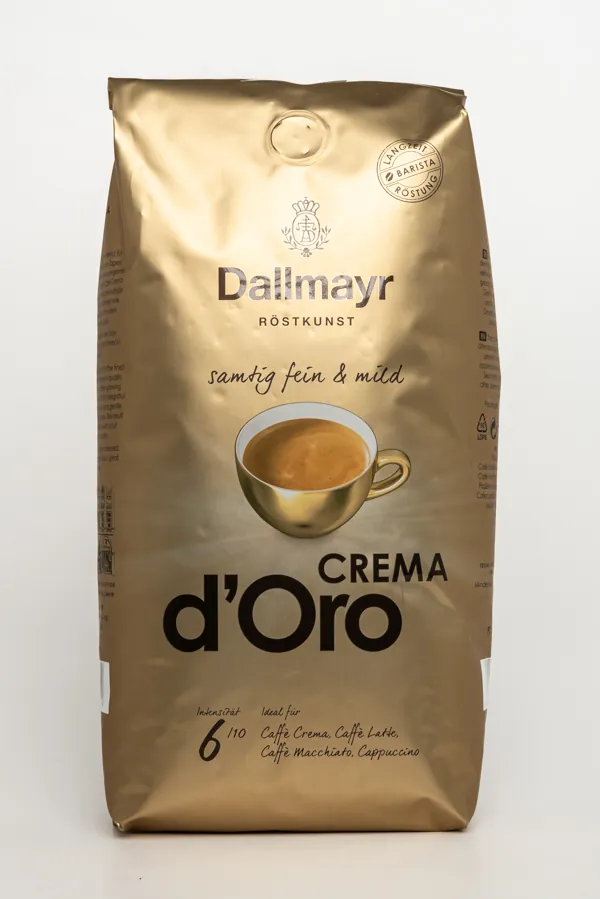 LANGZEIT
BARISTA
RÖSTUNG
Dallmayr
RÖSTKUNST
samtig fein & mild
CREMA
d'Oro
Intensität
6/10
Ideal für
Caffè Crema, Caffè Latte,
Caffè Macchiato, Cappuccino